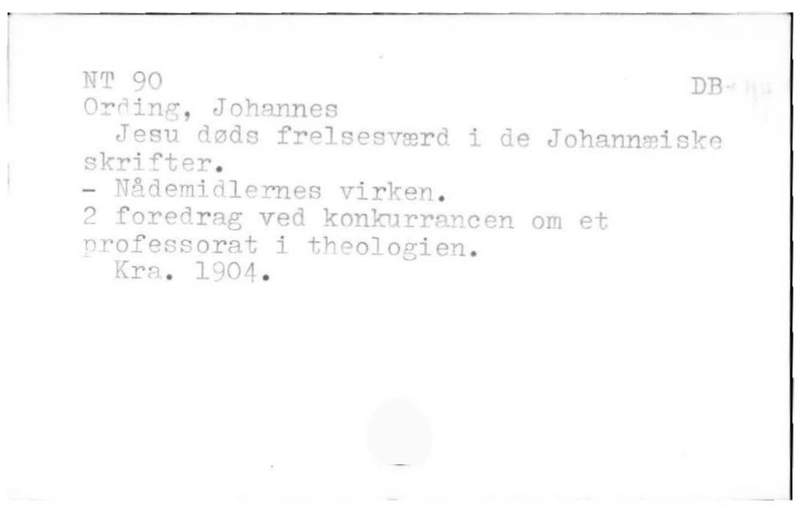 NT 90 DB
Ording, Johannes
Jesu døds frelsesværd i de Johannæiske
skrifter.
- Nådemidlernes virken.
2 foredrag ved konkurrancen om et
professorat i theologien.
Kra. 1904.